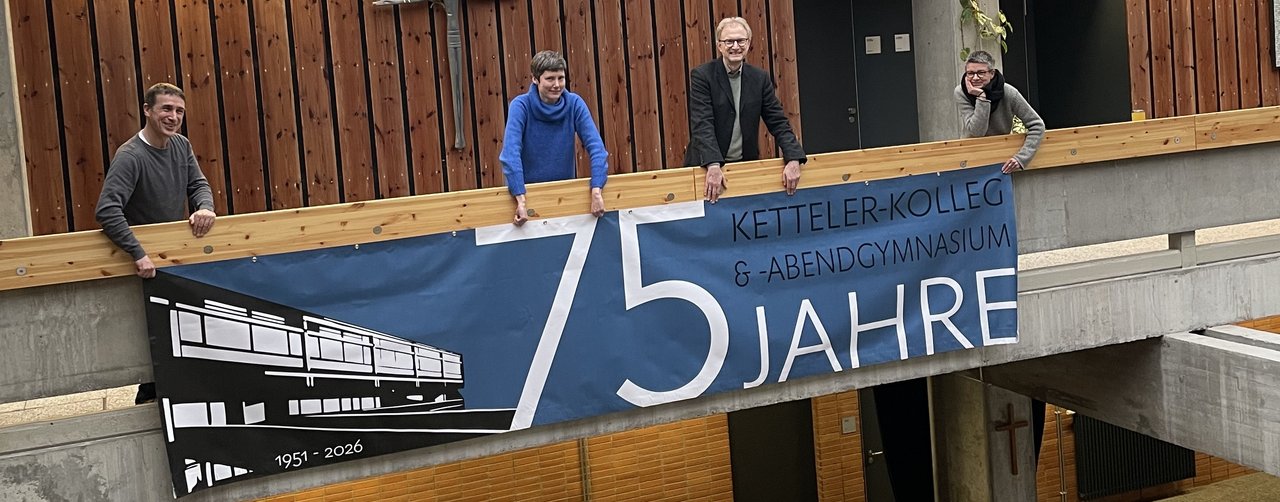 75
KETTELER-KOLLEG
& -ABENDGYMNASIUM
JAHRE
1951 - 2026